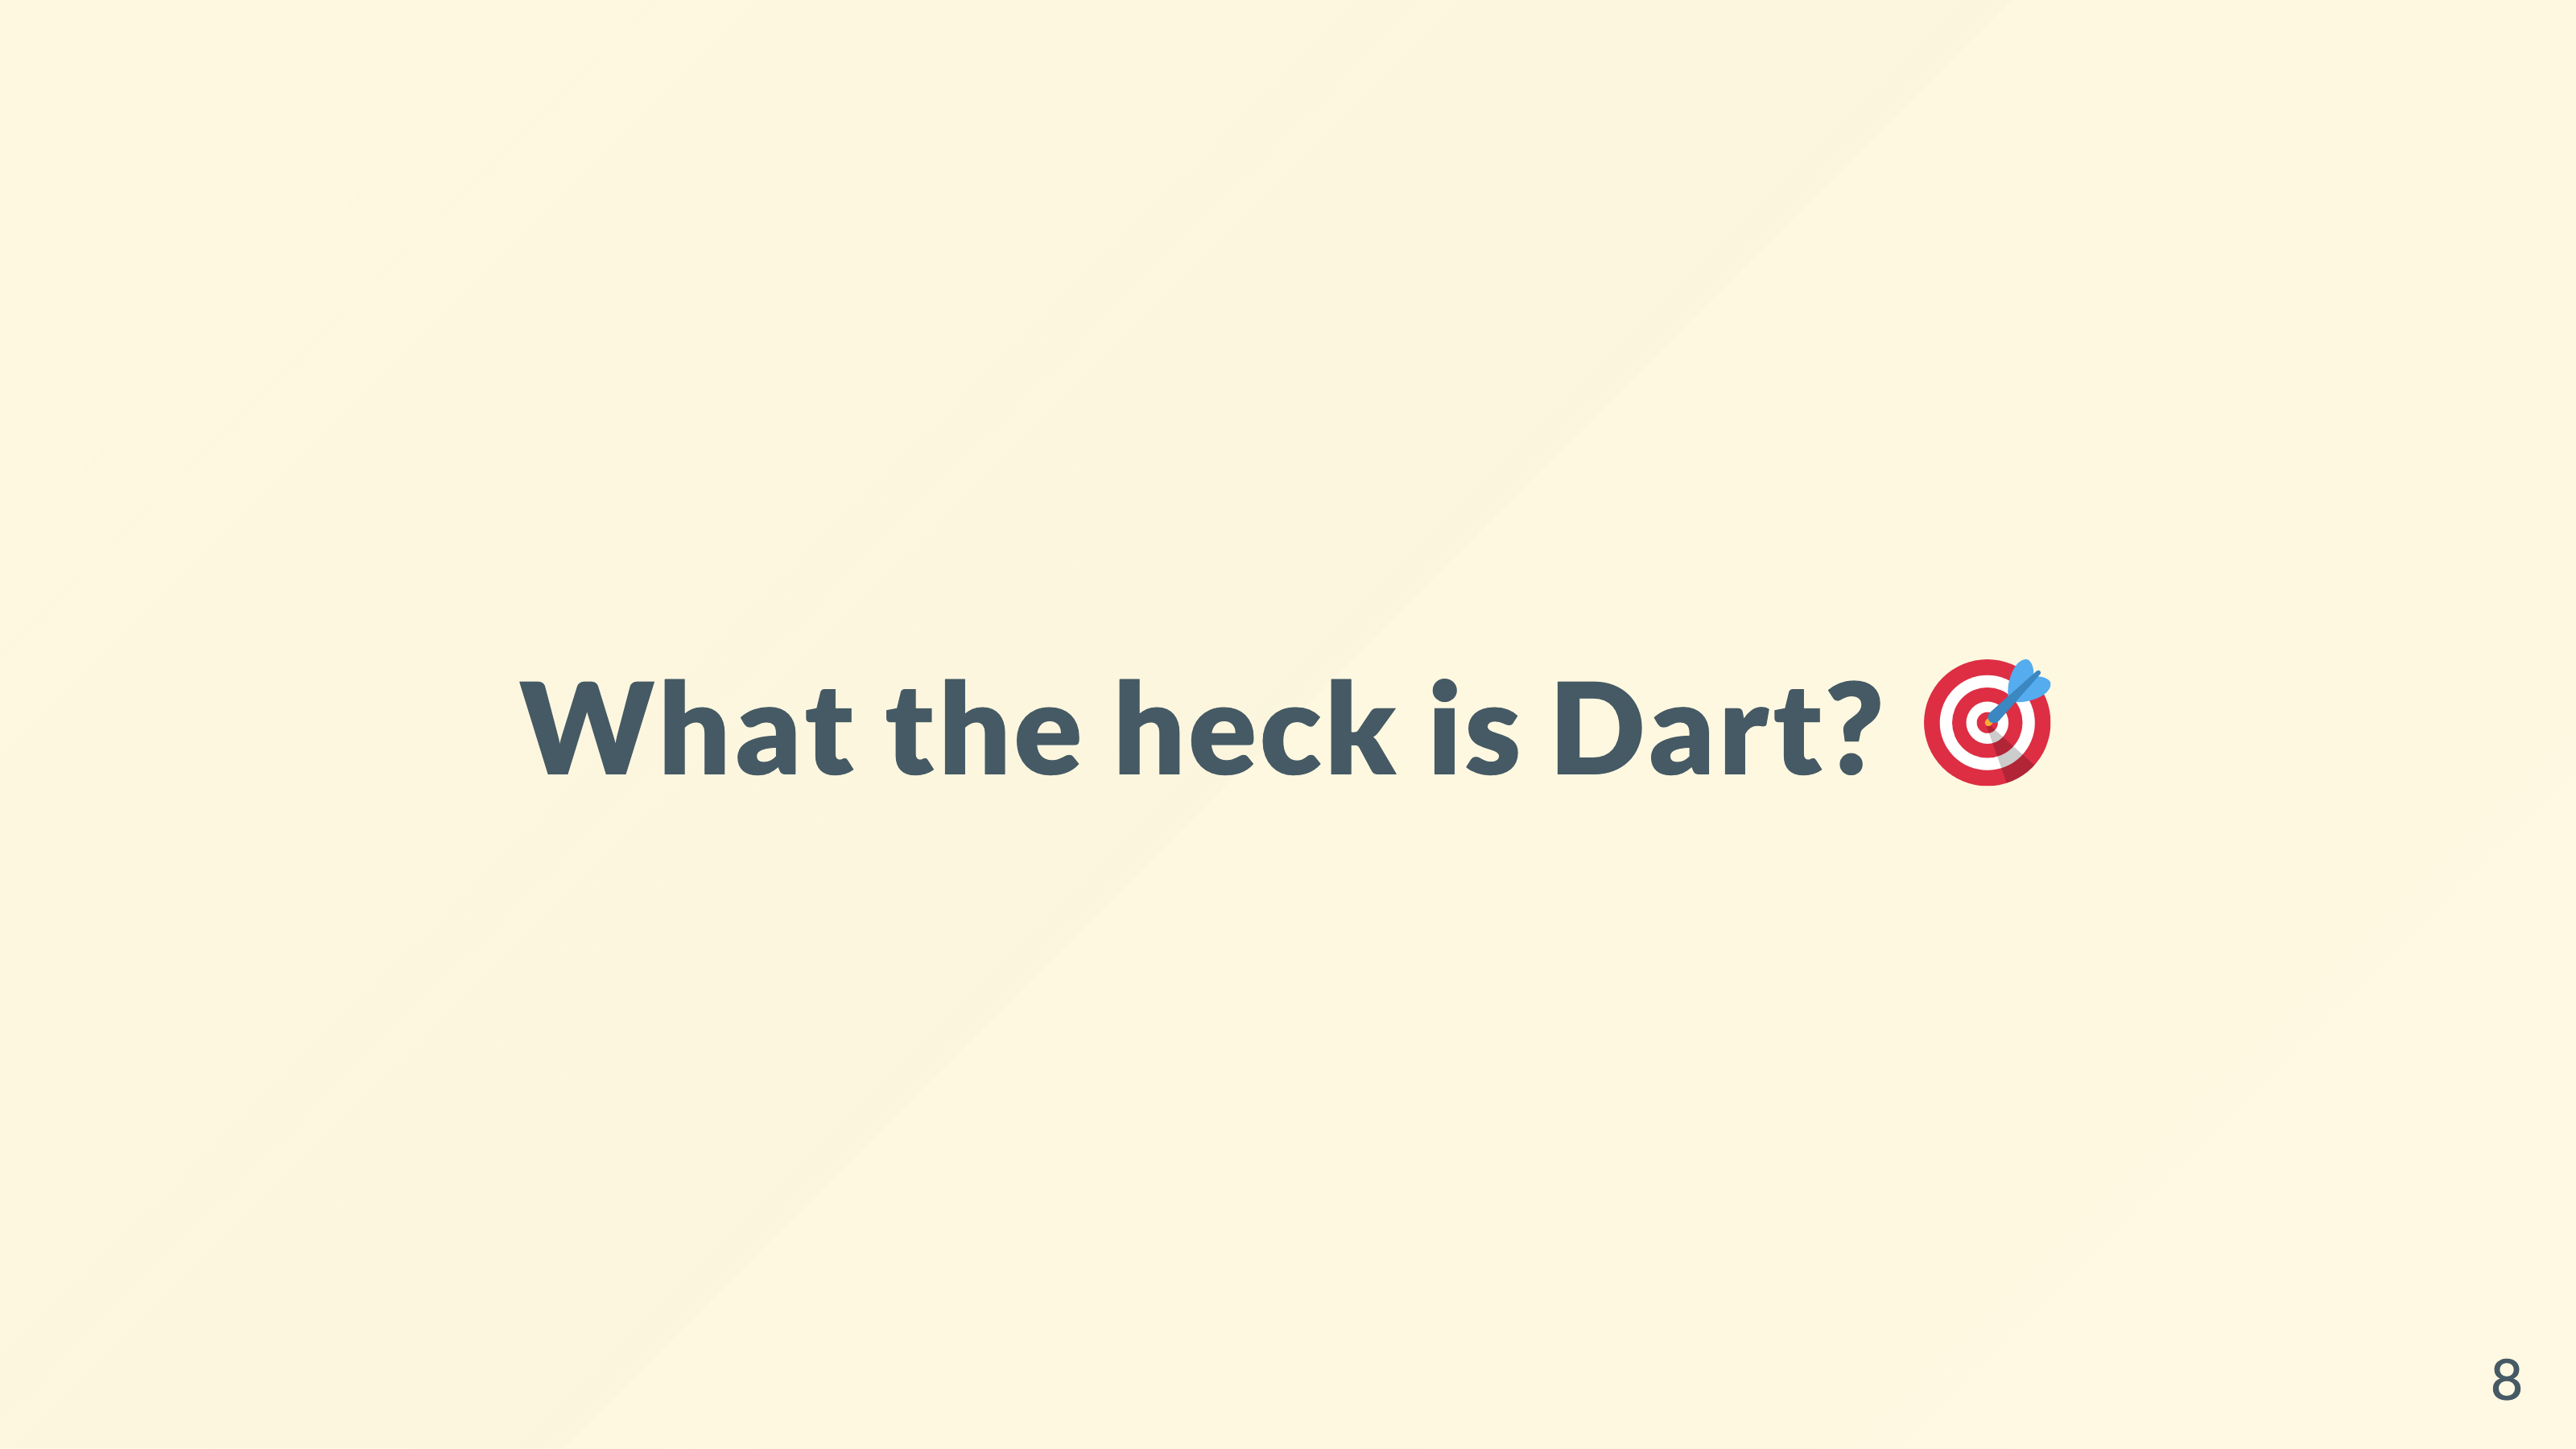 What the heck is Dart? 🎯
8